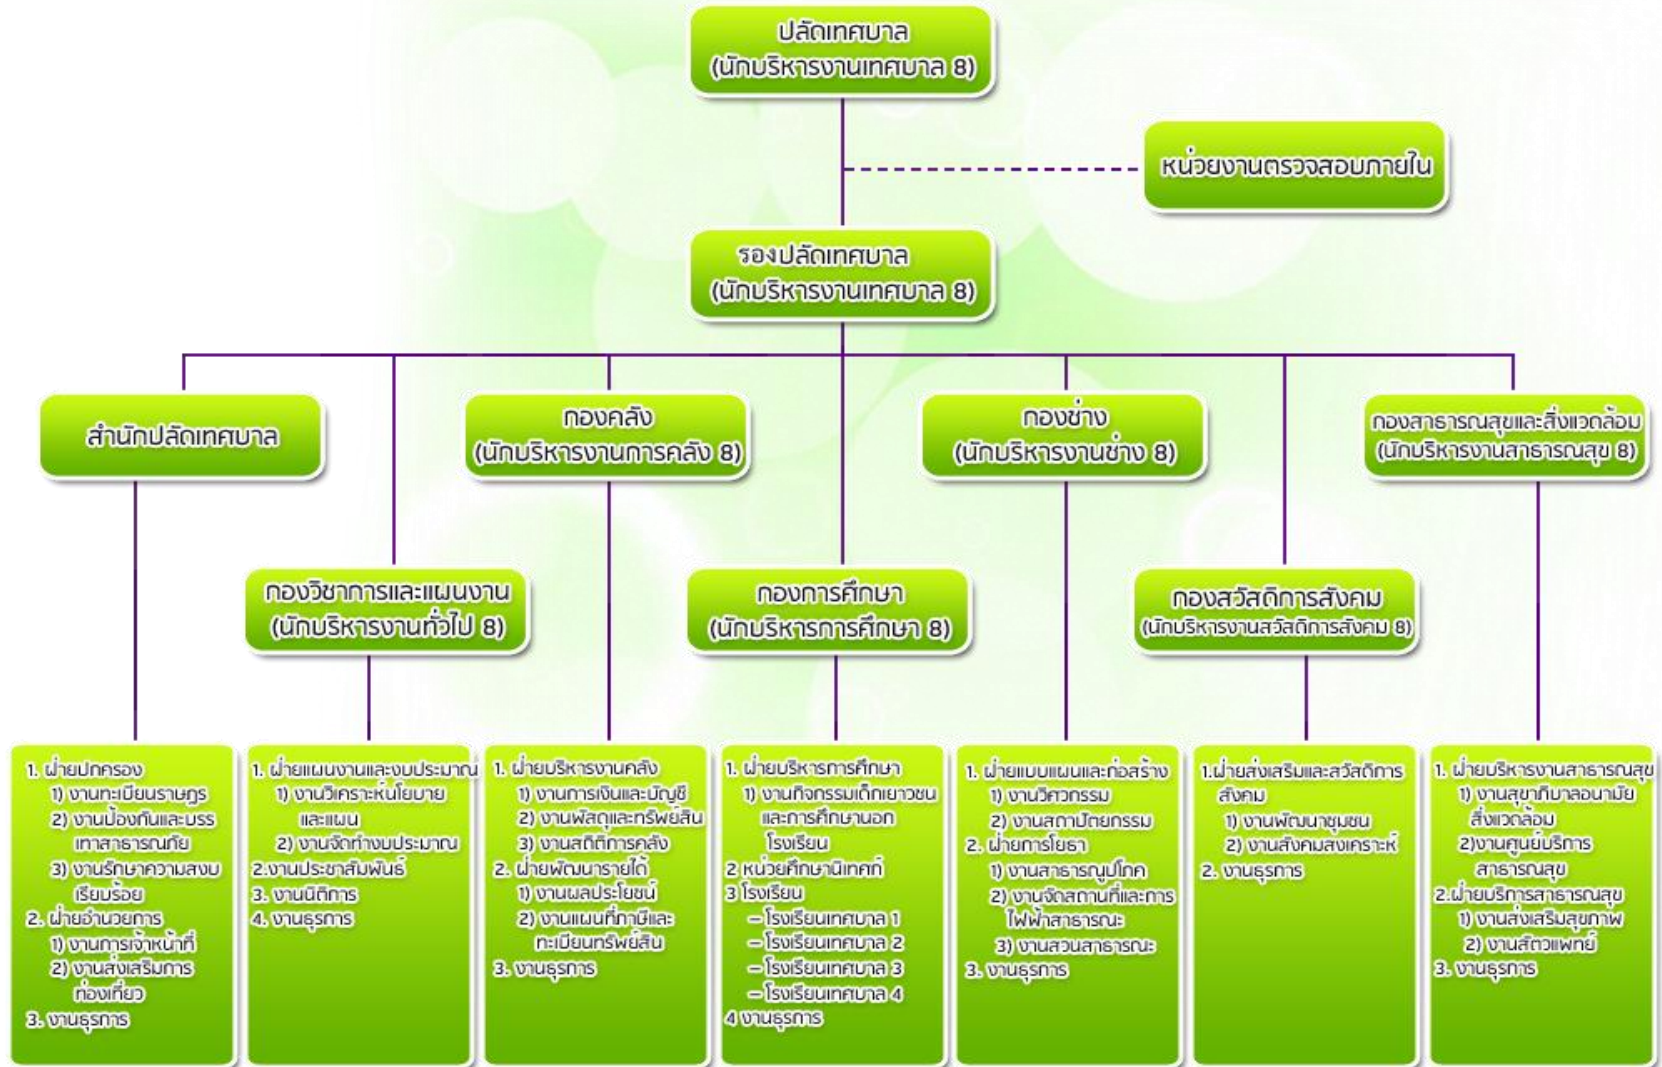 ปลัดเทศบาล
(นักบริหารงานเทศบาล 8)
หน่วยงานตรวจสอบภายใน
รองปลัดเทศบาล
(นักบริหารงานเทศบาล 8)
สำนักปลัดเทศบาล
กองคลัง
(นักบริหารงานการคลัง 8)
กองช่าง
(นักบริหารงานช่าง 8)
กองสาธารณสุขและสิ่งแวดล้อม
(นักบริหารงานสาธารณสุข 8)
กองวิชาการและแผนงาน
(นักบริหารงานทั่วไป 8)
กองการศึกษา
(นักบริหารการศึกษา 8)
กองสวัสดิการสังคม
(นักบริหารงานสวัสดิการสังคม 8)
1. ฝ่ายปกครอง
1) งานทะเบียนราษฎร
2) งานป้องกันและบรร
เทาสาธารณภัย
3) งานรักษาความสงบ
เรียบร้อย
2. ฝ่ายอำนวยการ
1) งานการเจ้าหน้าที่
2) งานส่งเสริมการ
ท่องเที่ยว
3. งานธุรการ
1. ฝ่ายแผนงานและงบประมาณ
1) งานวิเคราะห์นโยบาย
และแผน
2) งานจัดทำงบประมาณ
2.งานประชาสัมพันธ์
3. งานนิติการ
4. งานธุรการ
1. ฝ่ายบริหารงานคลัง
1) งานการเงินและบัญชี
2) งานพัสดุและทรัพย์สิน
3) งานสถิติการคลัง
2. ฝ่ายพัฒนารายได้
1) งานผลประโยชน์
2) งานแผนที่ภาษีและ
ทะเบียนทรัพย์สิน
3. งานธุรการ
1. ฝ่ายบริหารการศึกษา
1) งานกิจกรรมเด็กเยาวชน
และการศึกษานอก
โรงเรียน
2 หน่วยศึกษานิเทศก์
3 โรงเรียน
– โรงเรียนเทศบาล 1
– โรงเรียนเทศบาล 2
– โรงเรียนเทศบาล 3
– โรงเรียนเทศบาล 4
4 งานธุรการ
1. ฝ่ายแบบแผนและก่อสร้าง
1) งานวิศวกรรม
2) งานสถาปัตยกรรม
2. ฝ่ายการโยธา
1) งานสาธารณูปโภค
2) งานจัดสถานที่และการ
ไฟฟ้าสาธารณะ
3) งานสวนสาธารณะ
3. งานธุรการ
1.ฝ่ายส่งเสริมและสวัสดิการ
สังคม
1) งานพัฒนาชุมชน
2) งานสังคมสงเคราะห์
2. งานธุรการ
1. ฝ่ายบริหารงานสาธารณสุข
1) งานสุขาภิบาลอนามัย
สิ่งแวดล้อม
2)งานศูนย์บริการ
สาธารณสุข
2.ฝ่ายบริการสาธารณสุข
1) งานส่งเสริมสุขภาพ
2) งานสัตวแพทย์
3. งานธุรการ